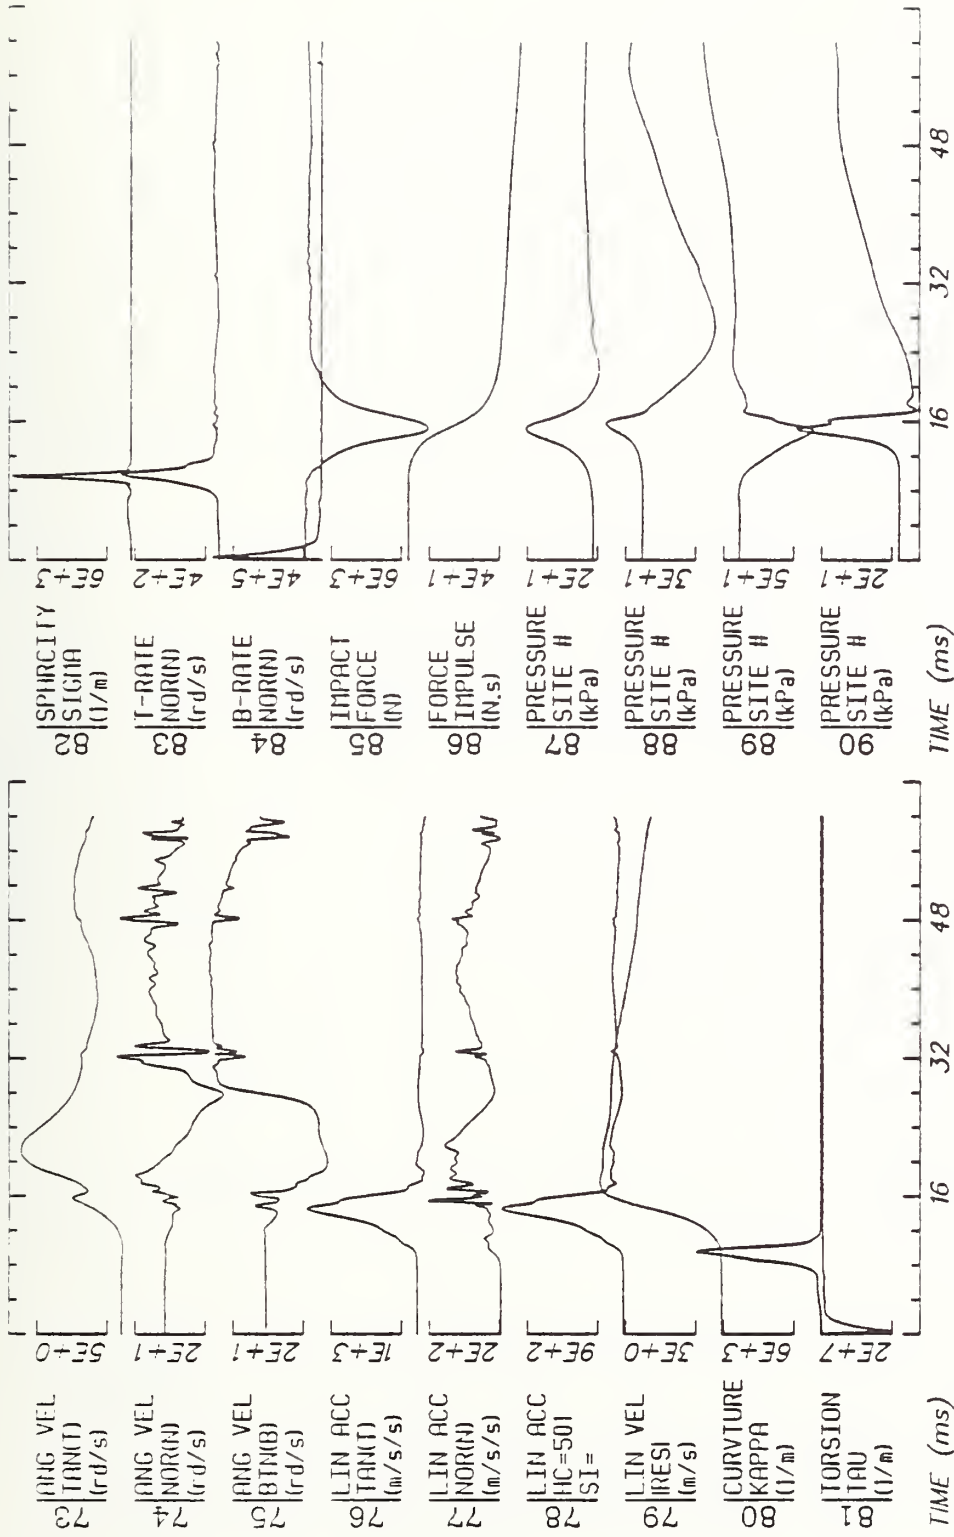 73 ANG VEL
TAN(T)
(rd/s)
5E+0
74 ANG VEL
NOR(N)
(rd/s)
2E+1
75 ANG VEL
BIN(B)
(rd/s)
2E+1
76 LIN ACC
TAN(T)
(m/s/s)
1E+3
77 LIN ACC
NOR(N)
(m/s/s)
2E+2
78 LIN ACC
HC=501
SI=
9E+2
79 LIN VEL
(m/s)
3E+0
80 CURVTURE
KAPPA
(1/m)
6E+3
81 TORSION
TAU
(1/m)
2E+7
TIME (ms)
16 32 48
82 SPHRCITY
SIGMA
(1/m)
6E+3
83 T-RATE
NOR(N)
(rd/s)
4E+2
84 B-RATE
NOR(N)
(rd/s)
4E+5
85 IMPACT
FORCE
(N)
6E+3
86 FORCE
IMPULSE
(N.s)
4E+1
87 PRESSURE
SITE #
(kPa)
2E+1
88 PRESSURE
SITE #
(kPa)
3E+1
89 PRESSURE
SITE #
(kPa)
5E+1
90 PRESSURE
SITE #
(kPa)
2E+1
TIME (ms)
16 32 48